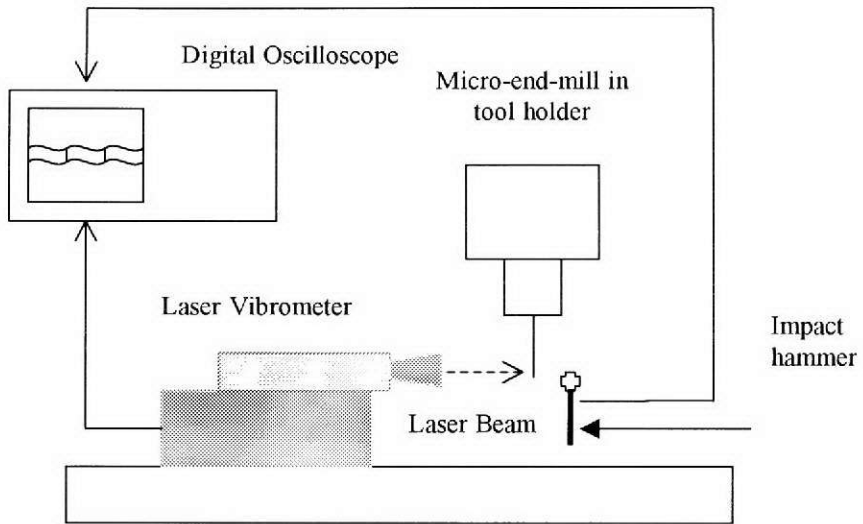 Digital Oscilloscope
Micro-end-mill in
tool holder
Laser Vibrometer
Impact
hammer
Laser Beam